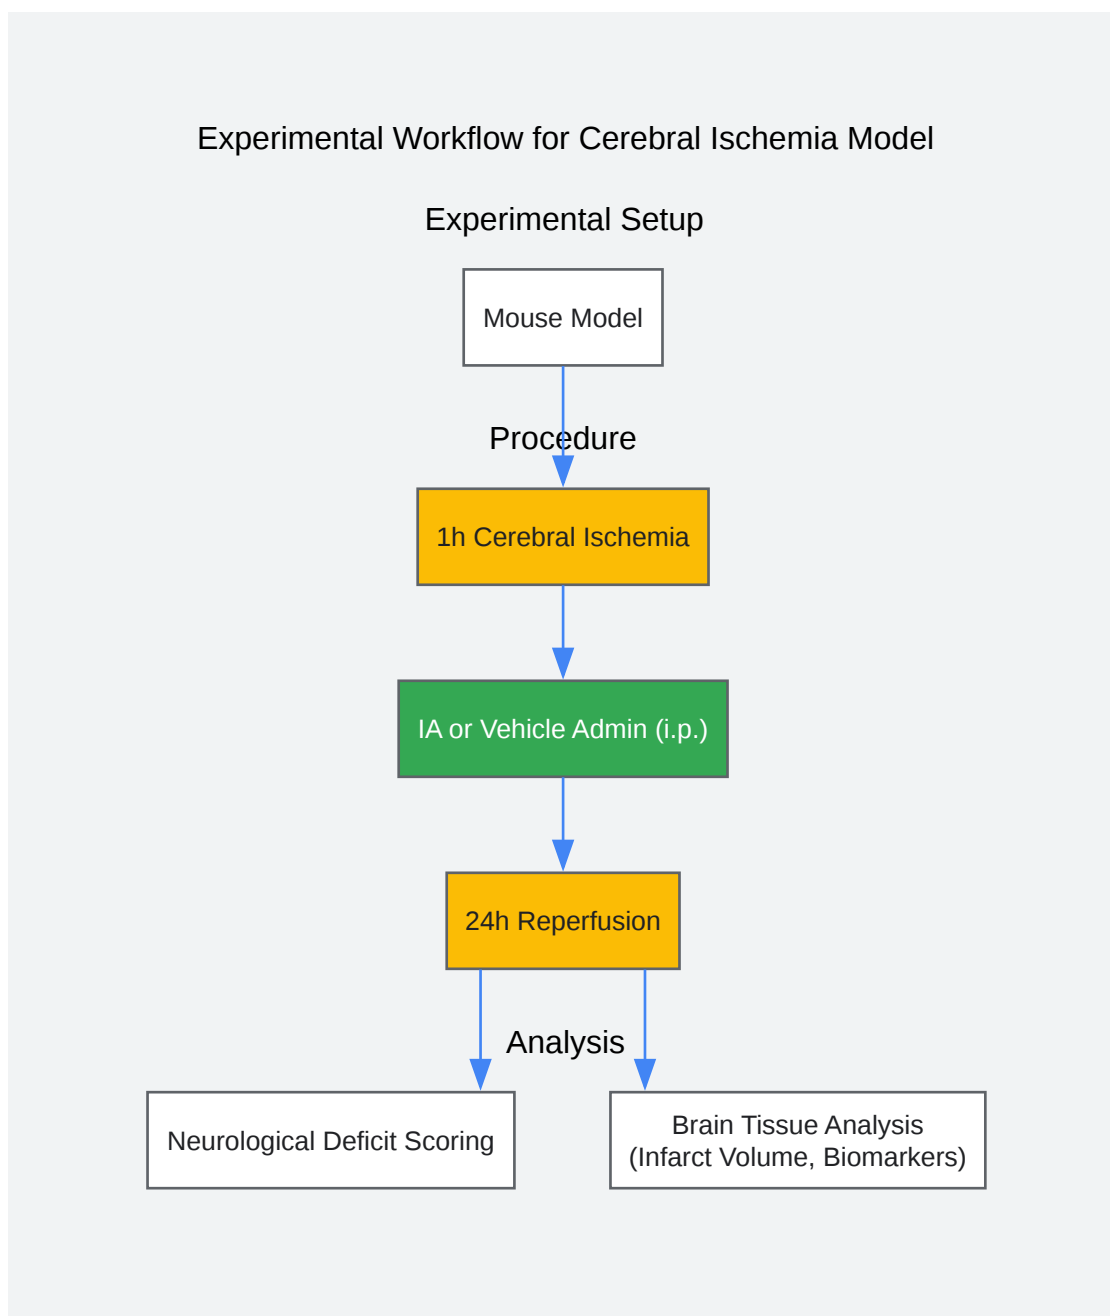 Experimental Workflow for Cerebral Ischemia Model
Experimental Setup
Mouse Model
Procedure
1h Cerebral Ischemia
IA or Vehicle Admin (i.p.)
24h Reperfusion
Analysis
Neurological Deficit Scoring
Brain Tissue Analysis
(Infarct Volume, Biomarkers)